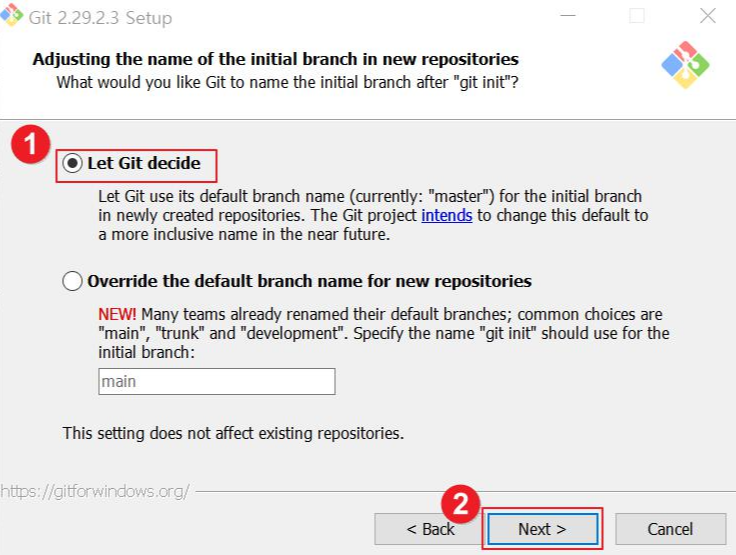 Git 2.29.2.3 Setup
Adjusting the name of the initial branch in new repositories
What would you like Git to name the initial branch after "git init"?
1
Let Git decide
Let Git use its default branch name (currently: "master") for the initial branch
in newly created repositories. The Git project intends to change this default to
a more inclusive name in the near future.
Override the default branch name for new repositories
NEW! Many teams already renamed their default branches; common choices are
"main", "trunk" and "development". Specify the name "git init" should use for the
initial branch:
main
This setting does not affect existing repositories.
https://gitforwindows.org/
2
< Back Next > Cancel